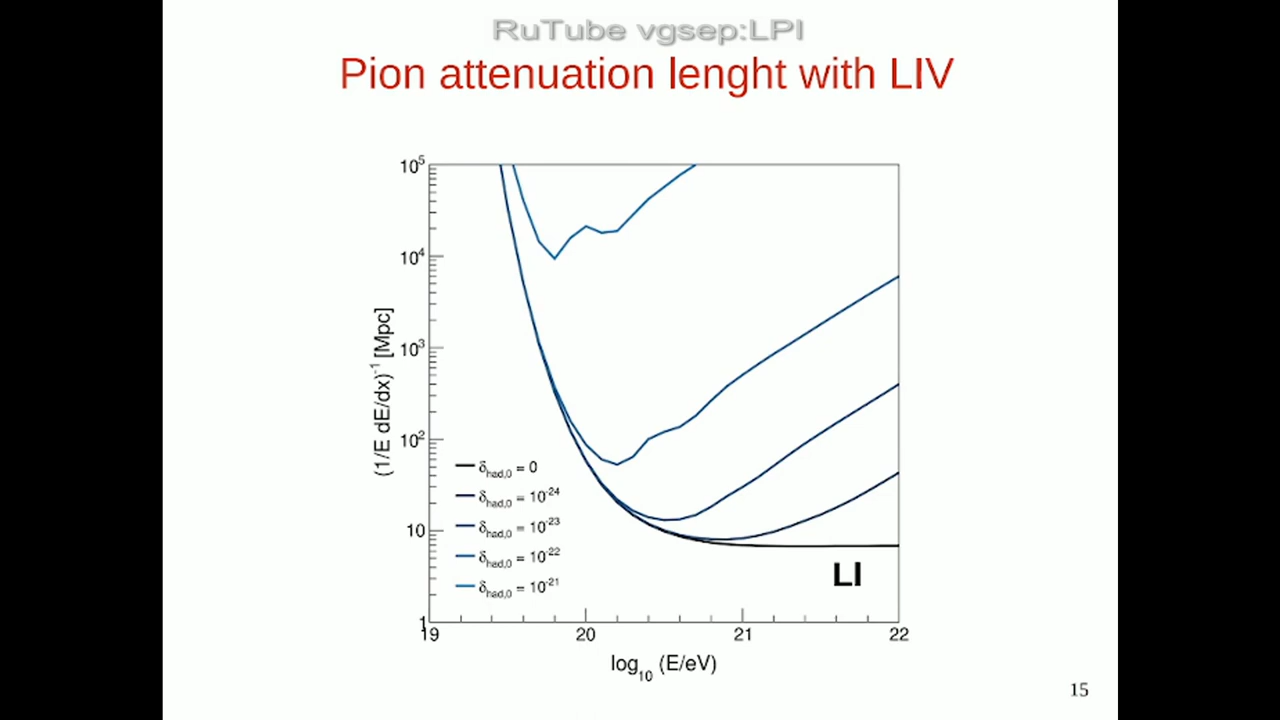 RuTube vgsep:LPI
Pion attenuation lenght with LIV
10⁵
10⁴
10³
10²
10
1
(1/E dE/dx)⁻¹ [Mpc]
δhad,0 = 0
δhad,0 = 10⁻²⁴
δhad,0 = 10⁻²³
δhad,0 = 10⁻²²
δhad,0 = 10⁻²¹
LI
19 20 21 22
log₁₀ (E/eV)
15